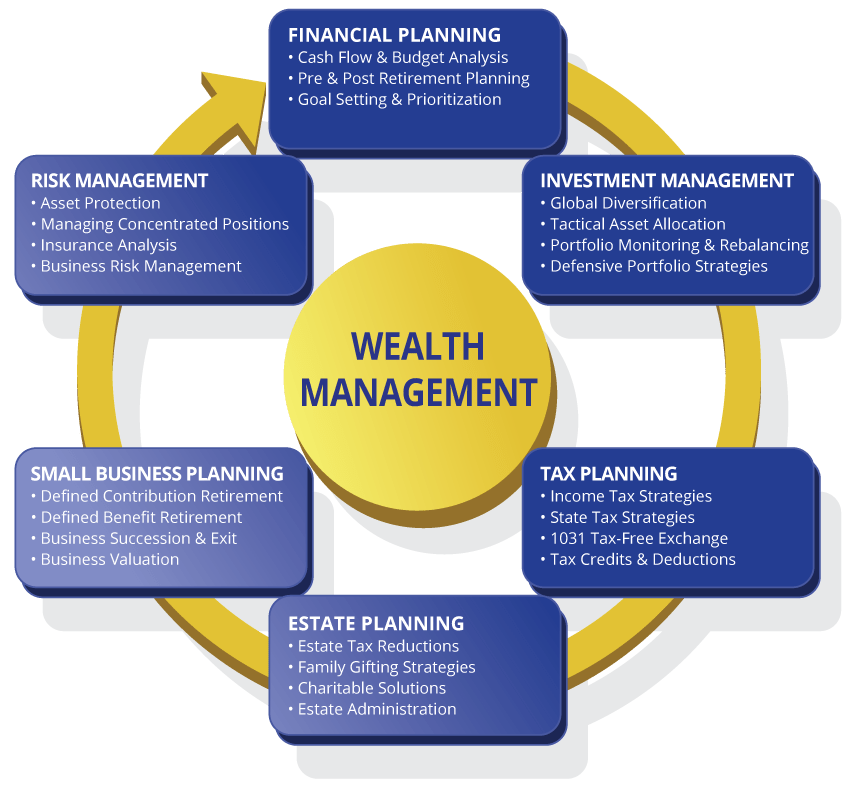 FINANCIAL PLANNING
• Cash Flow & Budget Analysis
• Pre & Post Retirement Planning
• Goal Setting & Prioritization
INVESTMENT MANAGEMENT
• Global Diversification
• Tactical Asset Allocation
• Portfolio Monitoring & Rebalancing
• Defensive Portfolio Strategies
TAX PLANNING
• Income Tax Strategies
• State Tax Strategies
• 1031 Tax-Free Exchange
• Tax Credits & Deductions
ESTATE PLANNING
• Estate Tax Reductions
• Family Gifting Strategies
• Charitable Solutions
• Estate Administration
SMALL BUSINESS PLANNING
• Defined Contribution Retirement
• Defined Benefit Retirement
• Business Succession & Exit
• Business Valuation
RISK MANAGEMENT
• Asset Protection
• Managing Concentrated Positions
• Insurance Analysis
• Business Risk Management
WEALTH
MANAGEMENT